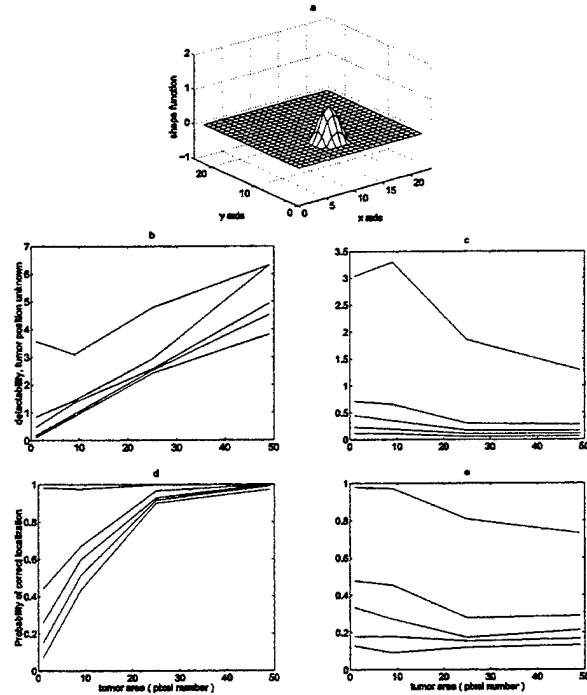 a
2
1
0
−1
shape function
20
10
0
y axis
0
5
10
15
20
x axis
b
7
6
5
4
3
2
1
0
0 10 20 30 40 50
detectability, tumor position unknown
c
3.5
3
2.5
2
1.5
1
0.5
0
0 10 20 30 40 50
d
1
0.8
0.6
0.4
0.2
0
0 10 20 30 40 50
Probability of correct localization
tumor area ( pixel number )
e
1
0.8
0.6
0.4
0.2
0
0 10 20 30 40 50
tumor area ( pixel number )